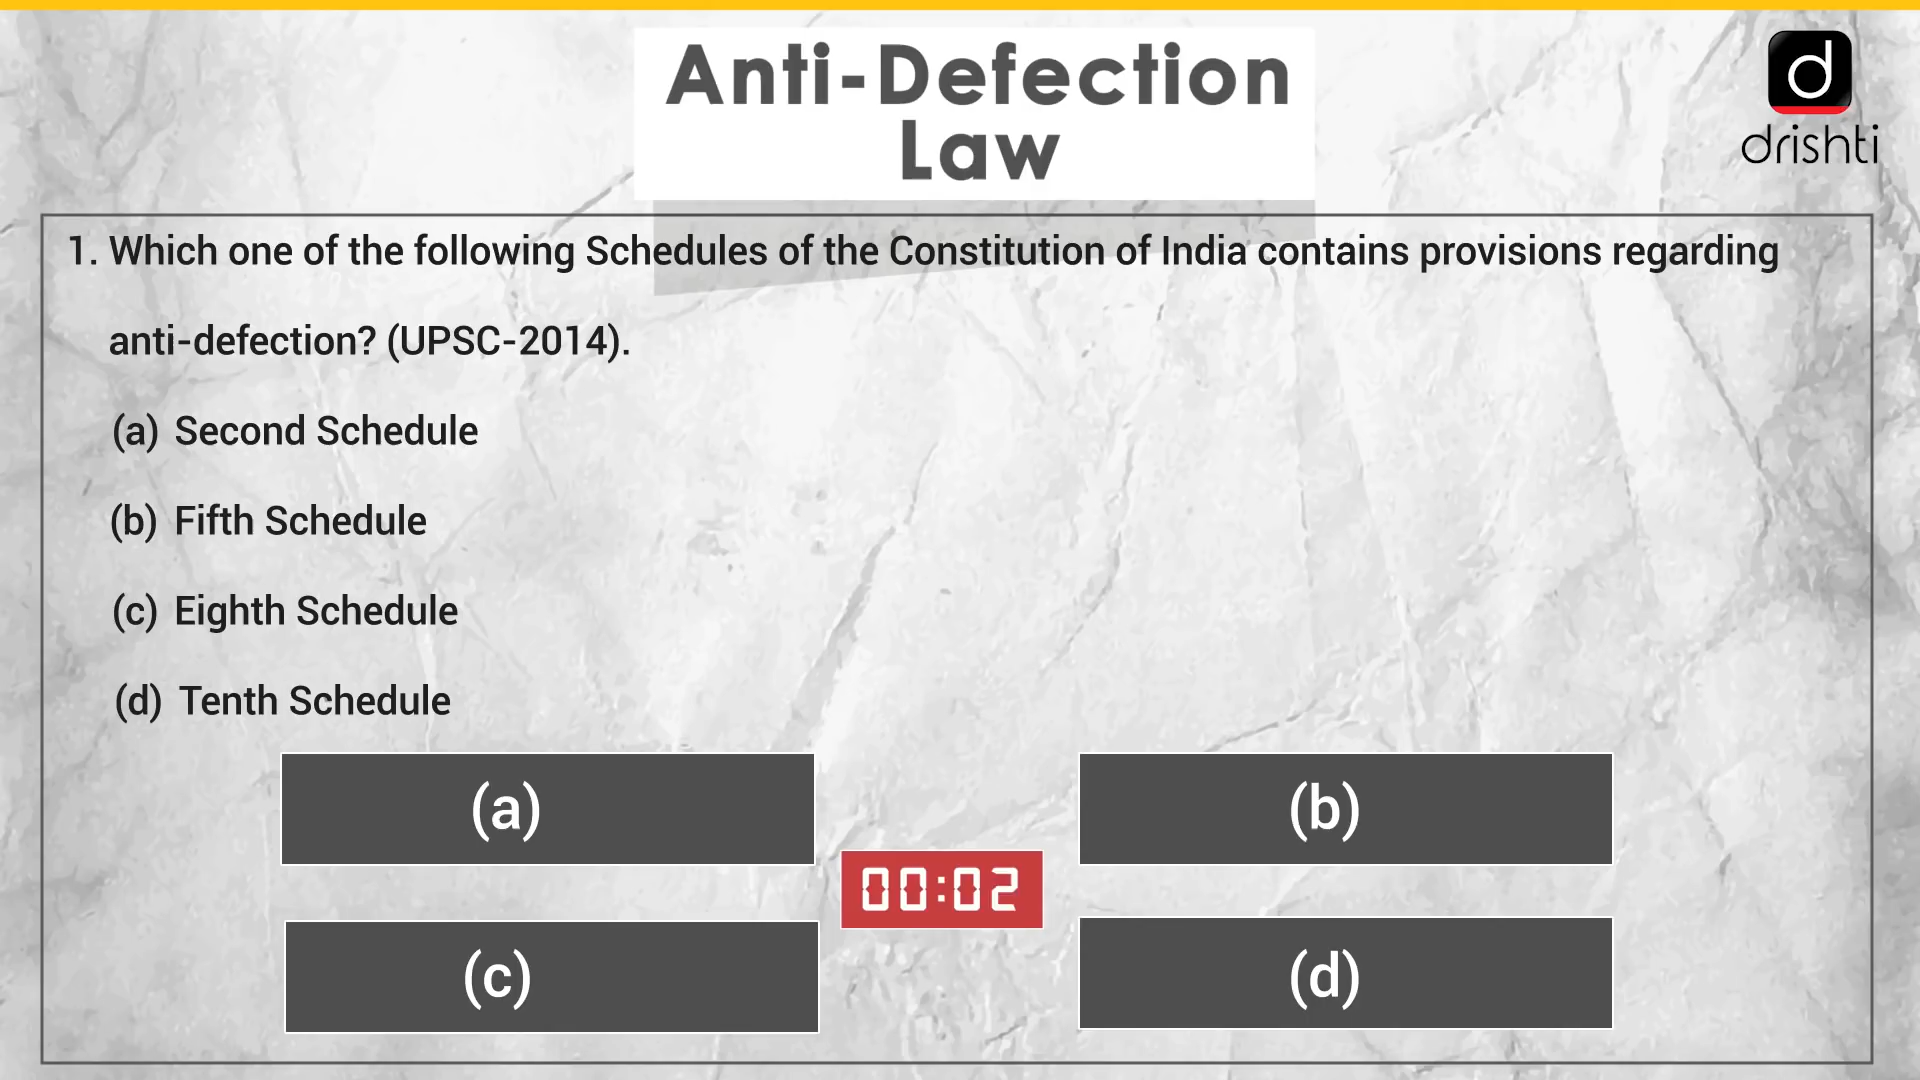 Anti-Defection
Law
d
drishti
1. Which one of the following Schedules of the Constitution of India contains provisions regarding
anti-defection? (UPSC-2014).
(a) Second Schedule
(b) Fifth Schedule
(c) Eighth Schedule
(d) Tenth Schedule
(a)
(b)
00:02
(c)
(d)